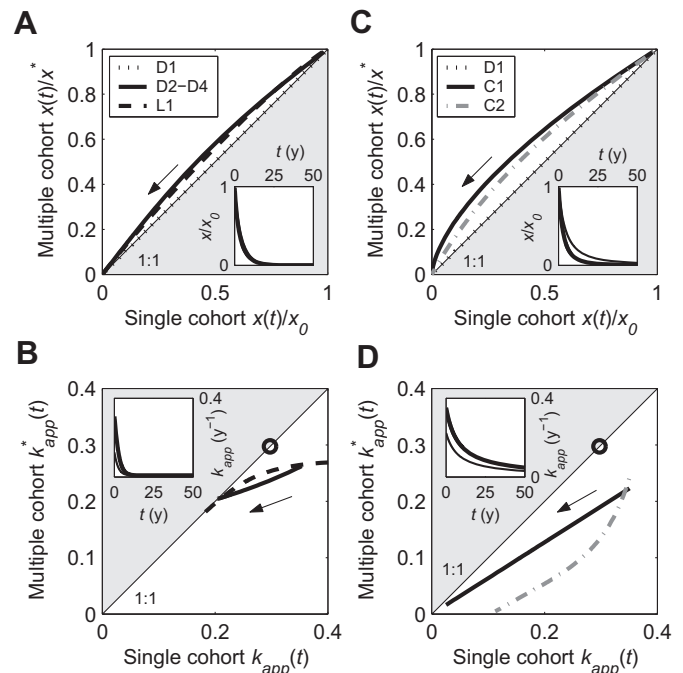 A
Multiple cohort x(t)/x*
1
0.8
0.6
0.4
0.2
0
D1
D2−D4
L1
t (y)
0 25 50
x/x0
1
0
1:1
0 0.5 1
Single cohort x(t)/x0
C
Multiple cohort x(t)/x*
1
0.8
0.6
0.4
0.2
0
D1
C1
C2
t (y)
0 25 50
x/x0
1
0
1:1
0 0.5 1
Single cohort x(t)/x0
B
Multiple cohort k*app(t)
0.4
0.3
0.2
0.1
0
0.4
0
kapp (y−1)
0 25 50
t (y)
1:1
0 0.2 0.4
Single cohort kapp(t)
D
Multiple cohort k*app(t)
0.4
0.3
0.2
0.1
0
0.4
0
kapp (y−1)
0 25 50
t (y)
1:1
0 0.2 0.4
Single cohort kapp(t)